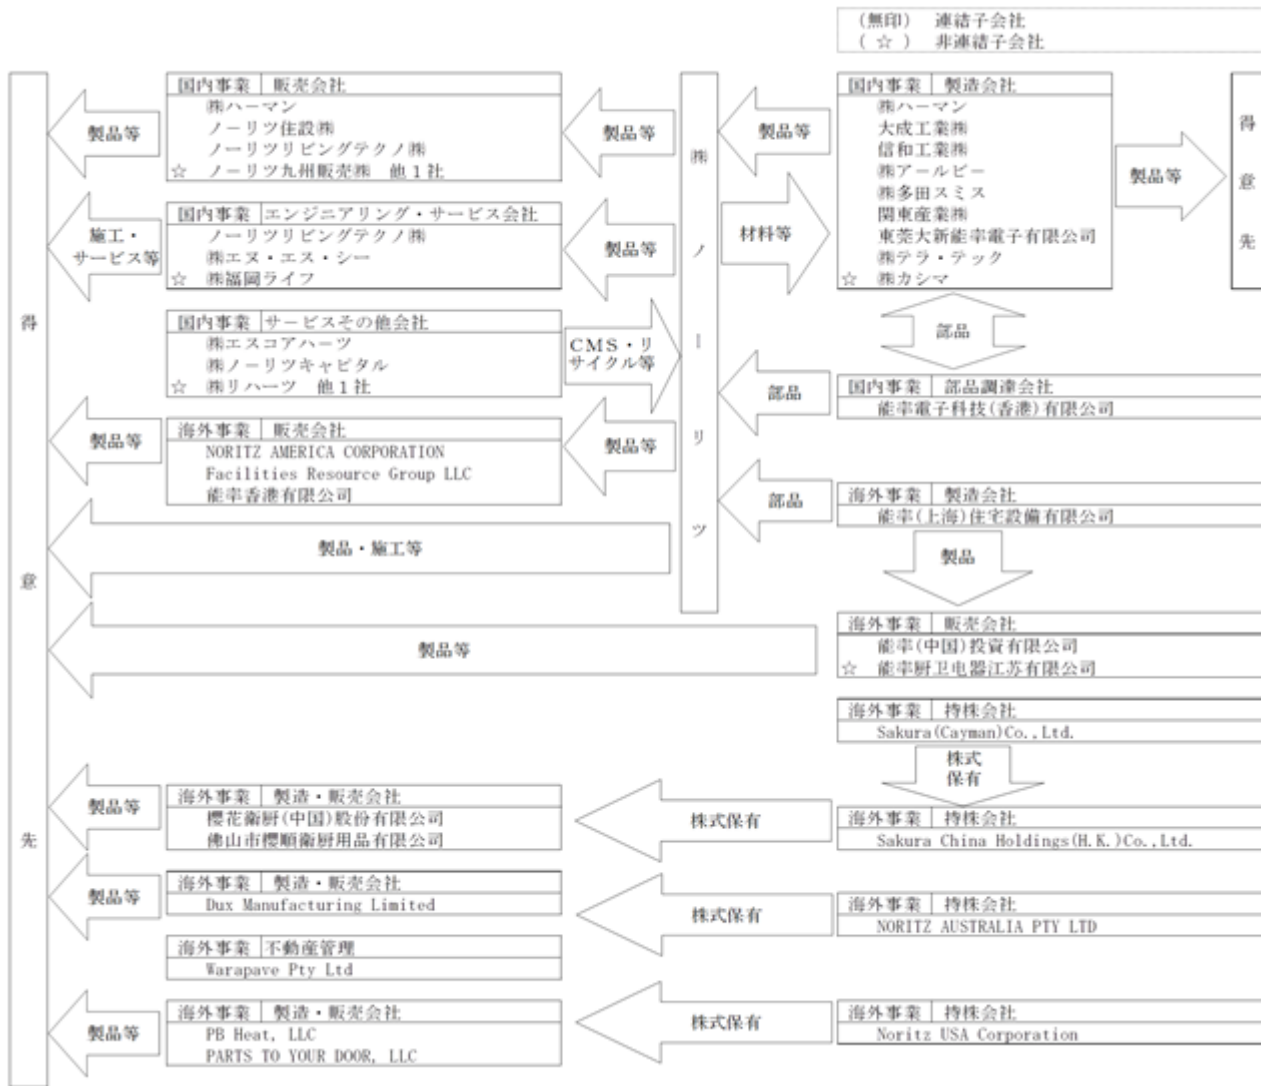 (無印) 連結子会社
( ☆ ) 非連結子会社
得意先
国内事業 販売会社
㈱ハーマン
ノーリツ住設㈱
ノーリツリビングテクノ㈱
☆ ノーリツ九州販売㈱ 他1社
製品等
製品等
国内事業 エンジニアリング・サービス会社
ノーリツリビングテクノ㈱
㈱エヌ・エス・シー
☆ ㈱福岡ライフ
施工・
サービス等
製品等
国内事業 サービスその他会社
㈱エスコアハーツ
㈱ノーリツキャピタル
☆ ㈱リハーツ 他1社
CMS・リ
サイクル等
海外事業 販売会社
NORITZ AMERICA CORPORATION
Facilities Resource Group LLC
能率香港有限公司
製品等
製品等
製品・施工等
製品等
㈱ノーリツ
製品等
材料等
国内事業 製造会社
㈱ハーマン
大成工業㈱
信和工業㈱
㈱アールビー
㈱多田スミス
関東産業㈱
東莞大新能率電子有限公司
㈱テラ・テック
☆ ㈱カシマ
製品等
得意先
部品
部品
国内事業 部品調達会社
能率電子科技(香港)有限公司
部品
海外事業 製造会社
能率(上海)住宅設備有限公司
製品
海外事業 販売会社
能率(中国)投資有限公司
☆ 能率厨卫电器江苏有限公司
海外事業 持株会社
Sakura(Cayman)Co.,Ltd.
株式
保有
製品等
海外事業 製造・販売会社
櫻花衛厨(中国)股份有限公司
佛山市櫻順衛厨用品有限公司
株式保有
海外事業 持株会社
Sakura China Holdings(H.K.)Co.,Ltd.
製品等
海外事業 製造・販売会社
Dux Manufacturing Limited
株式保有
海外事業 持株会社
NORITZ AUSTRALIA PTY LTD
海外事業 不動産管理
Warapave Pty Ltd
製品等
海外事業 製造・販売会社
PB Heat, LLC
PARTS TO YOUR DOOR, LLC
株式保有
海外事業 持株会社
Noritz USA Corporation